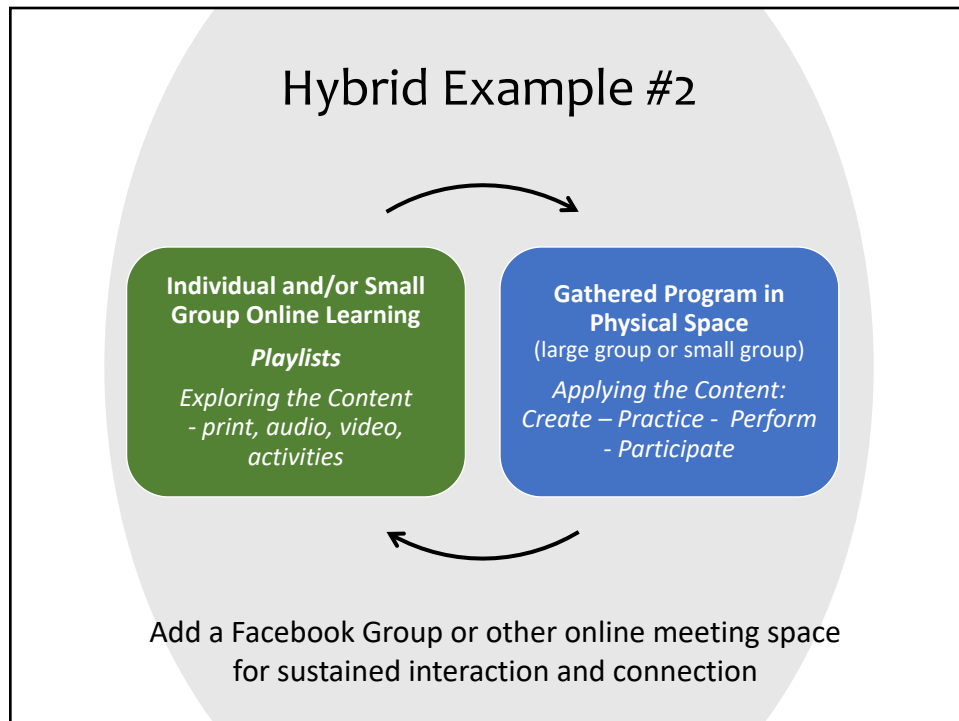 Hybrid Example #2
Individual and/or Small
Group Online Learning
Playlists
Exploring the Content
- print, audio, video,
activities
Gathered Program in
Physical Space
(large group or small group)
Applying the Content:
Create – Practice - Perform
- Participate
Add a Facebook Group or other online meeting space
for sustained interaction and connection